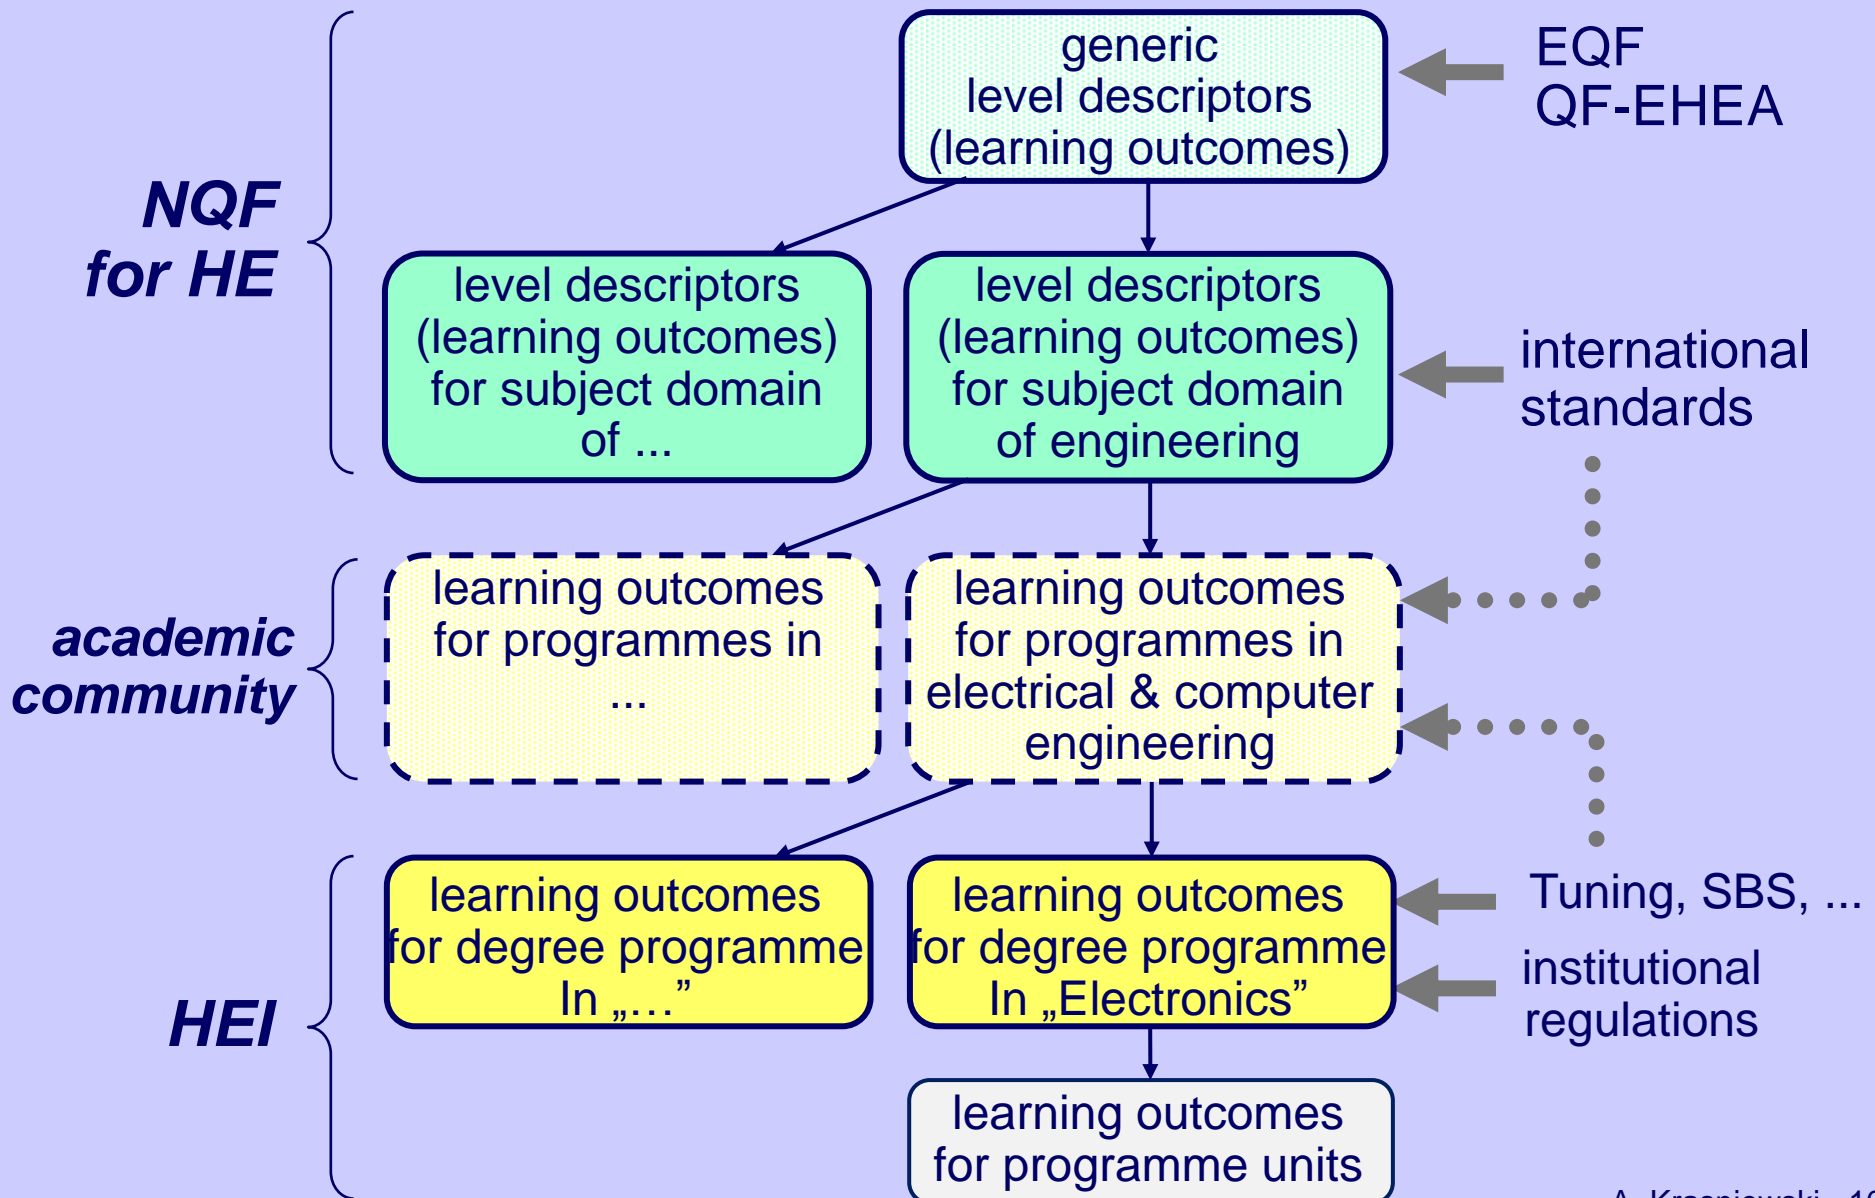 generic
level descriptors
(learning outcomes)
EQF
QF-EHEA
NQF
for HE
level descriptors
(learning outcomes)
for subject domain
of ...
level descriptors
(learning outcomes)
for subject domain
of engineering
international
standards
academic
community
learning outcomes
for programmes in
...
learning outcomes
for programmes in
electrical & computer
engineering
HEI
learning outcomes
for degree programme
In „…”
learning outcomes
for degree programme
In „Electronics”
Tuning, SBS, ...
institutional
regulations
learning outcomes
for programme units